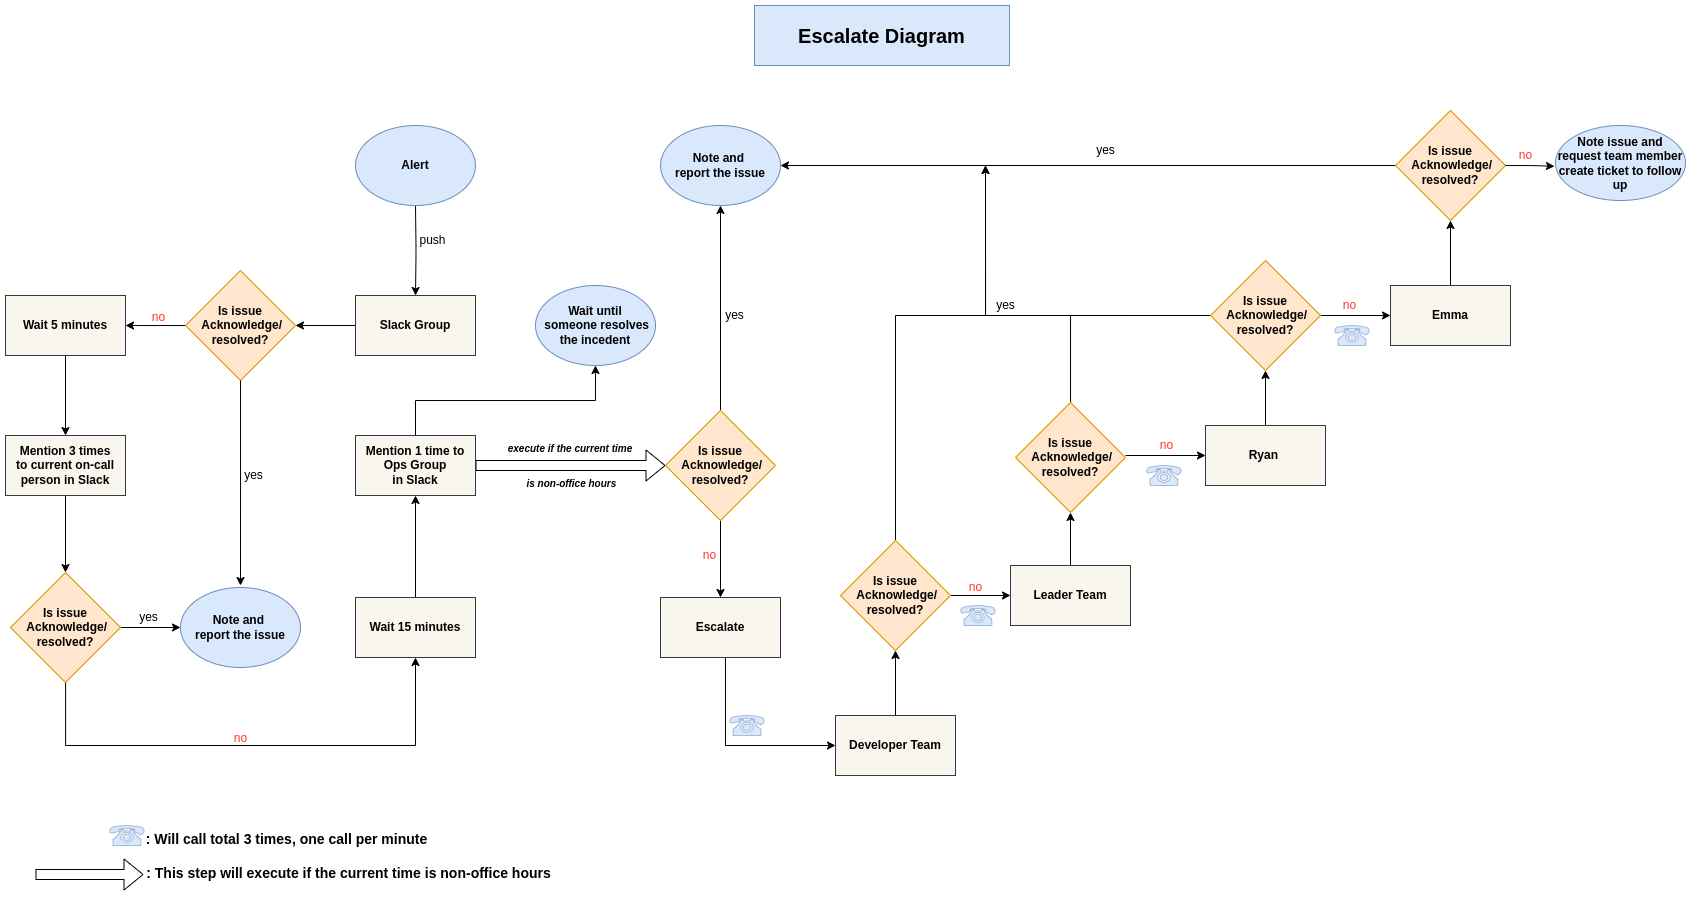 Escalate Diagram
Alert
push
Slack Group
Is issue
Acknowledge/
resolved?
no
Wait 5 minutes
yes
Mention 3 times
to current on-call
person in Slack
Is issue
Acknowledge/
resolved?
yes
Note and
report the issue
no
Wait 15 minutes
Mention 1 time to
Ops Group
in Slack
Wait until
someone resolves
the incedent
execute if the current time
is non-office hours
Is issue
Acknowledge/
resolved?
yes
Note and
report the issue
no
Escalate
Developer Team
Is issue
Acknowledge/
resolved?
no
Leader Team
Is issue
Acknowledge/
resolved?
no
Ryan
Is issue
Acknowledge/
resolved?
yes
no
Emma
Is issue
Acknowledge/
resolved?
yes
no
Note issue and
request team member
create ticket to follow
up
: Will call total 3 times, one call per minute
: This step will execute if the current time is non-office hours